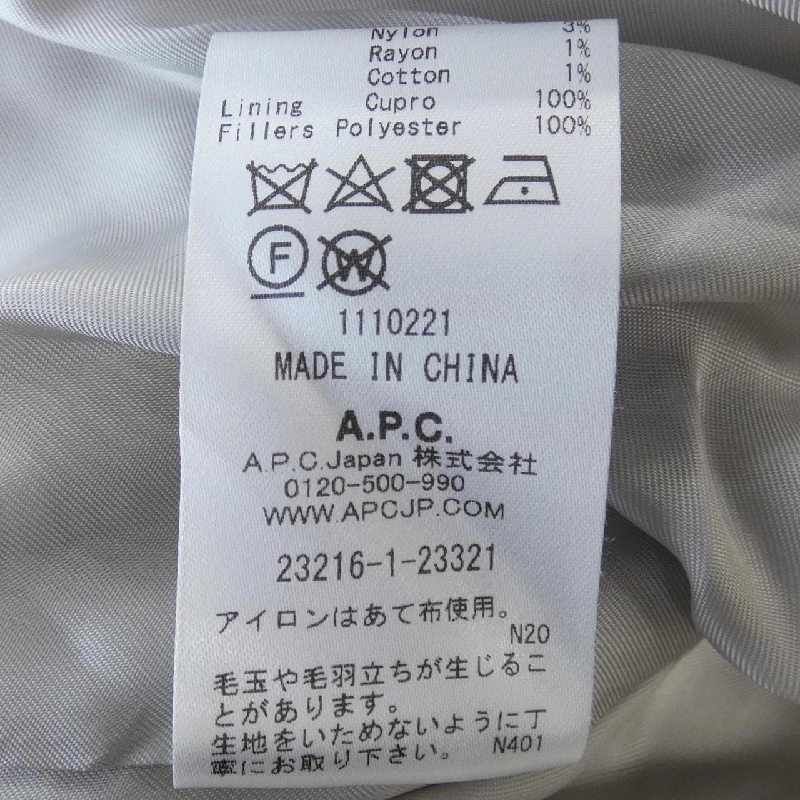 Nylon 3%
Rayon 1%
Cotton 1%
Lining Cupro 100%
Fillers Polyester 100%
F
W
1110221
MADE IN CHINA
A.P.C.
A.P.C.Japan 株式会社
0120-500-990
WWW.APCJP.COM
23216-1-23321
アイロンはあて布使用。
N20
毛玉や毛羽立ちが生じるこ
とがあります。
生地をいためないように丁
寧にお取り下さい。 N401